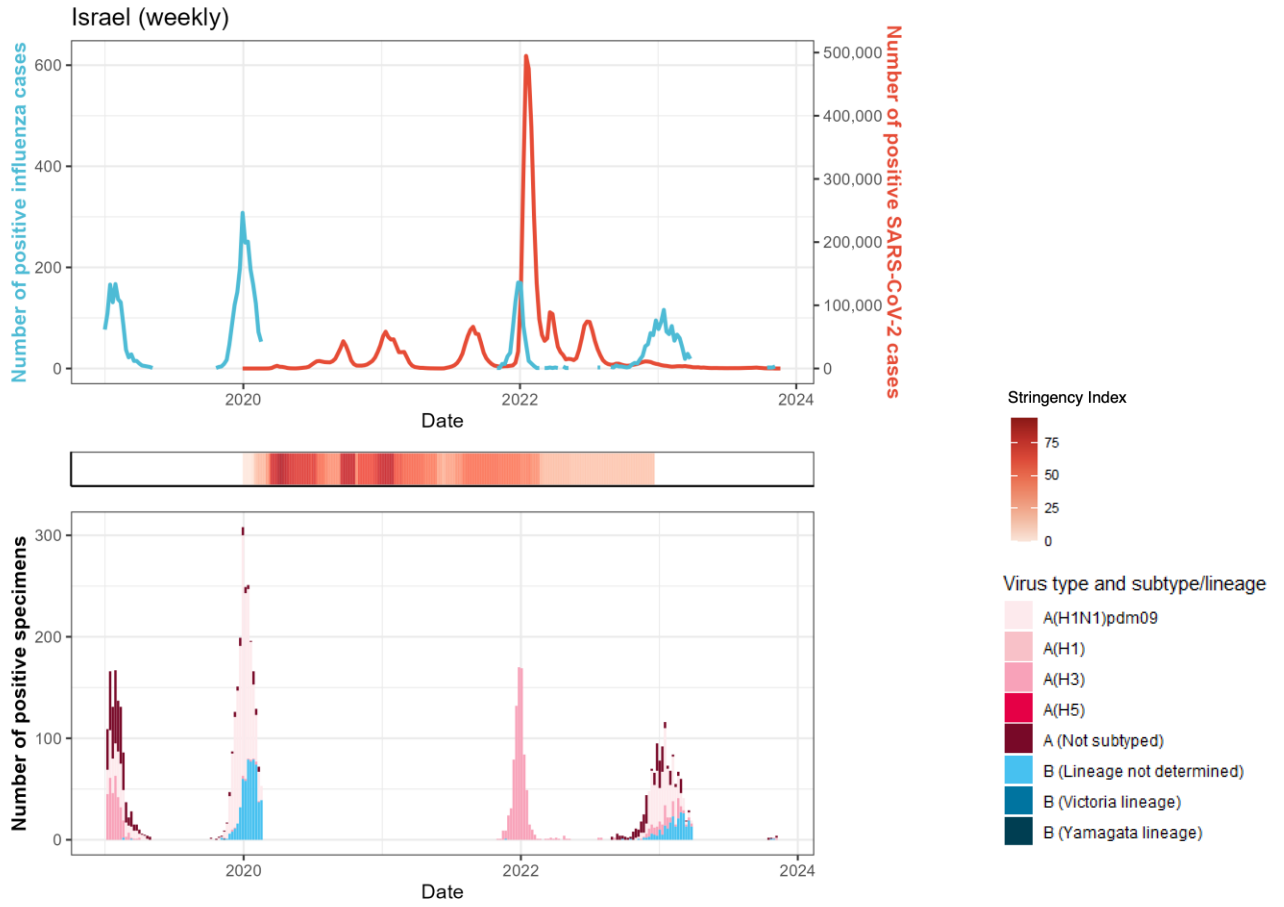 Israel (weekly)
Number of positive influenza cases
600
400
200
0
500,000
400,000
300,000
200,000
100,000
0
Number of positive SARS-CoV-2 cases
2020
2022
2024
Date
Stringency Index
75
50
25
0
Number of positive specimens
300
200
100
0
2020
2022
2024
Date
Virus type and subtype/lineage
A(H1N1)pdm09
A(H1)
A(H3)
A(H5)
A (Not subtyped)
B (Lineage not determined)
B (Victoria lineage)
B (Yamagata lineage)